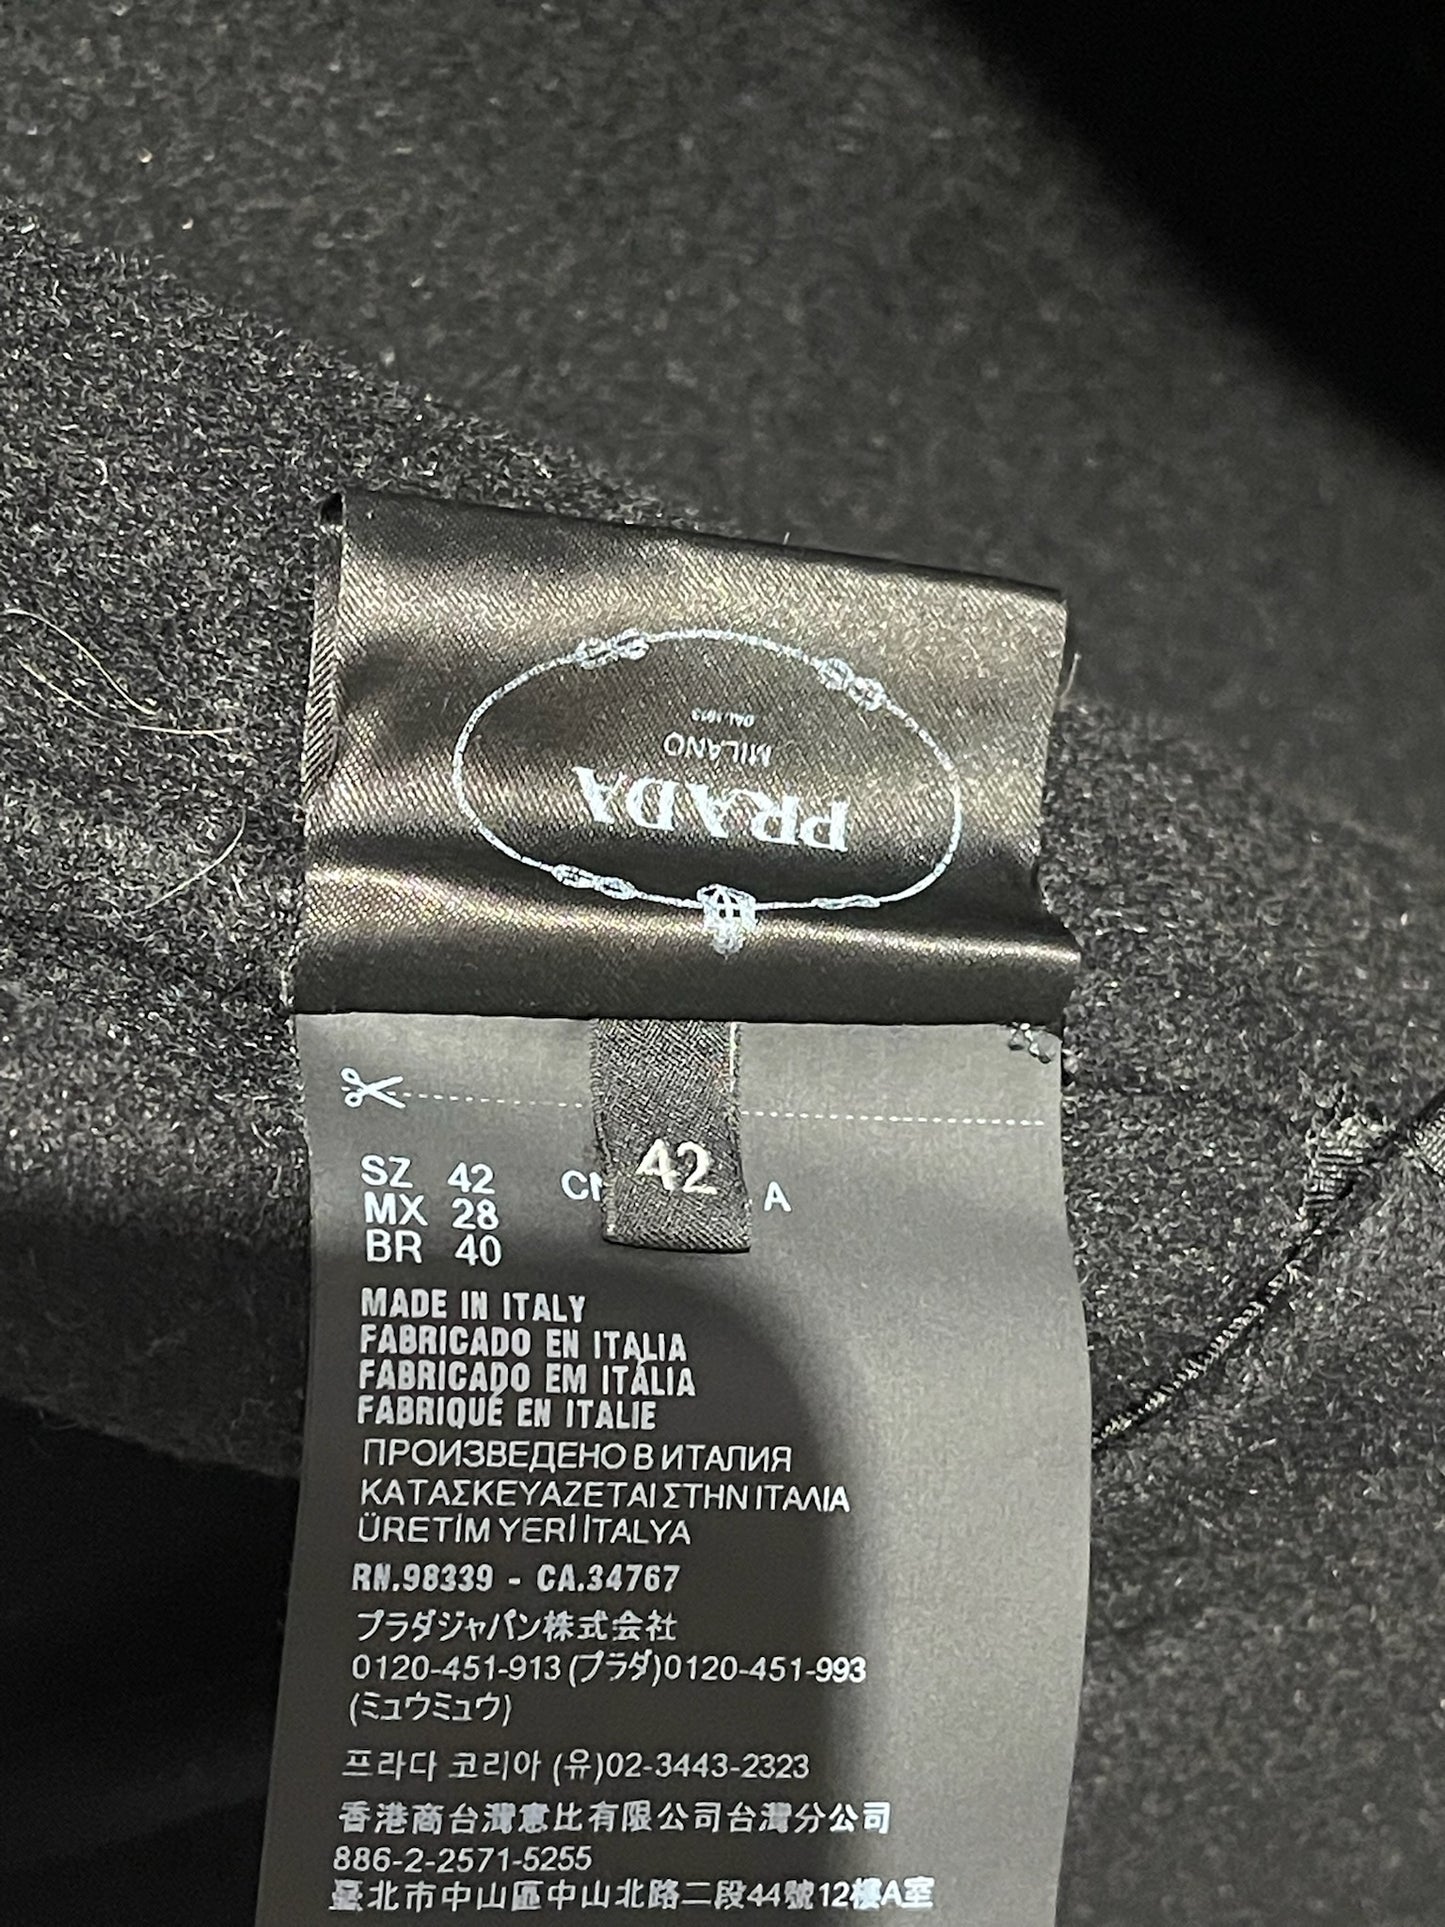 PRADA
MILANO
DAL 1913
42
SZ 42
MX 28
BR 40
A
MADE IN ITALY
FABRICADO EN ITALIA
FABRICADO EM ITÁLIA
FABRIQUÉ EN ITALIE
ПРОИЗВЕДЕНО В ИТАЛИЯ
ΚΑΤΑΣΚΕΥΑΖΕΤΑΙ ΣΤΗΝ ΙΤΑΛΙΑ
ÜRETİM YERİ İTALYA
RN.98339 - CA.34767
プラダジャパン株式会社
0120-451-913(プラダ)0120-451-993
(ミュウミュウ)
프라다 코리아 (유)02-3443-2323
香港商台灣意比有限公司台灣分公司
886-2-2571-5255
臺北市中山區中山北路二段44號12樓A室